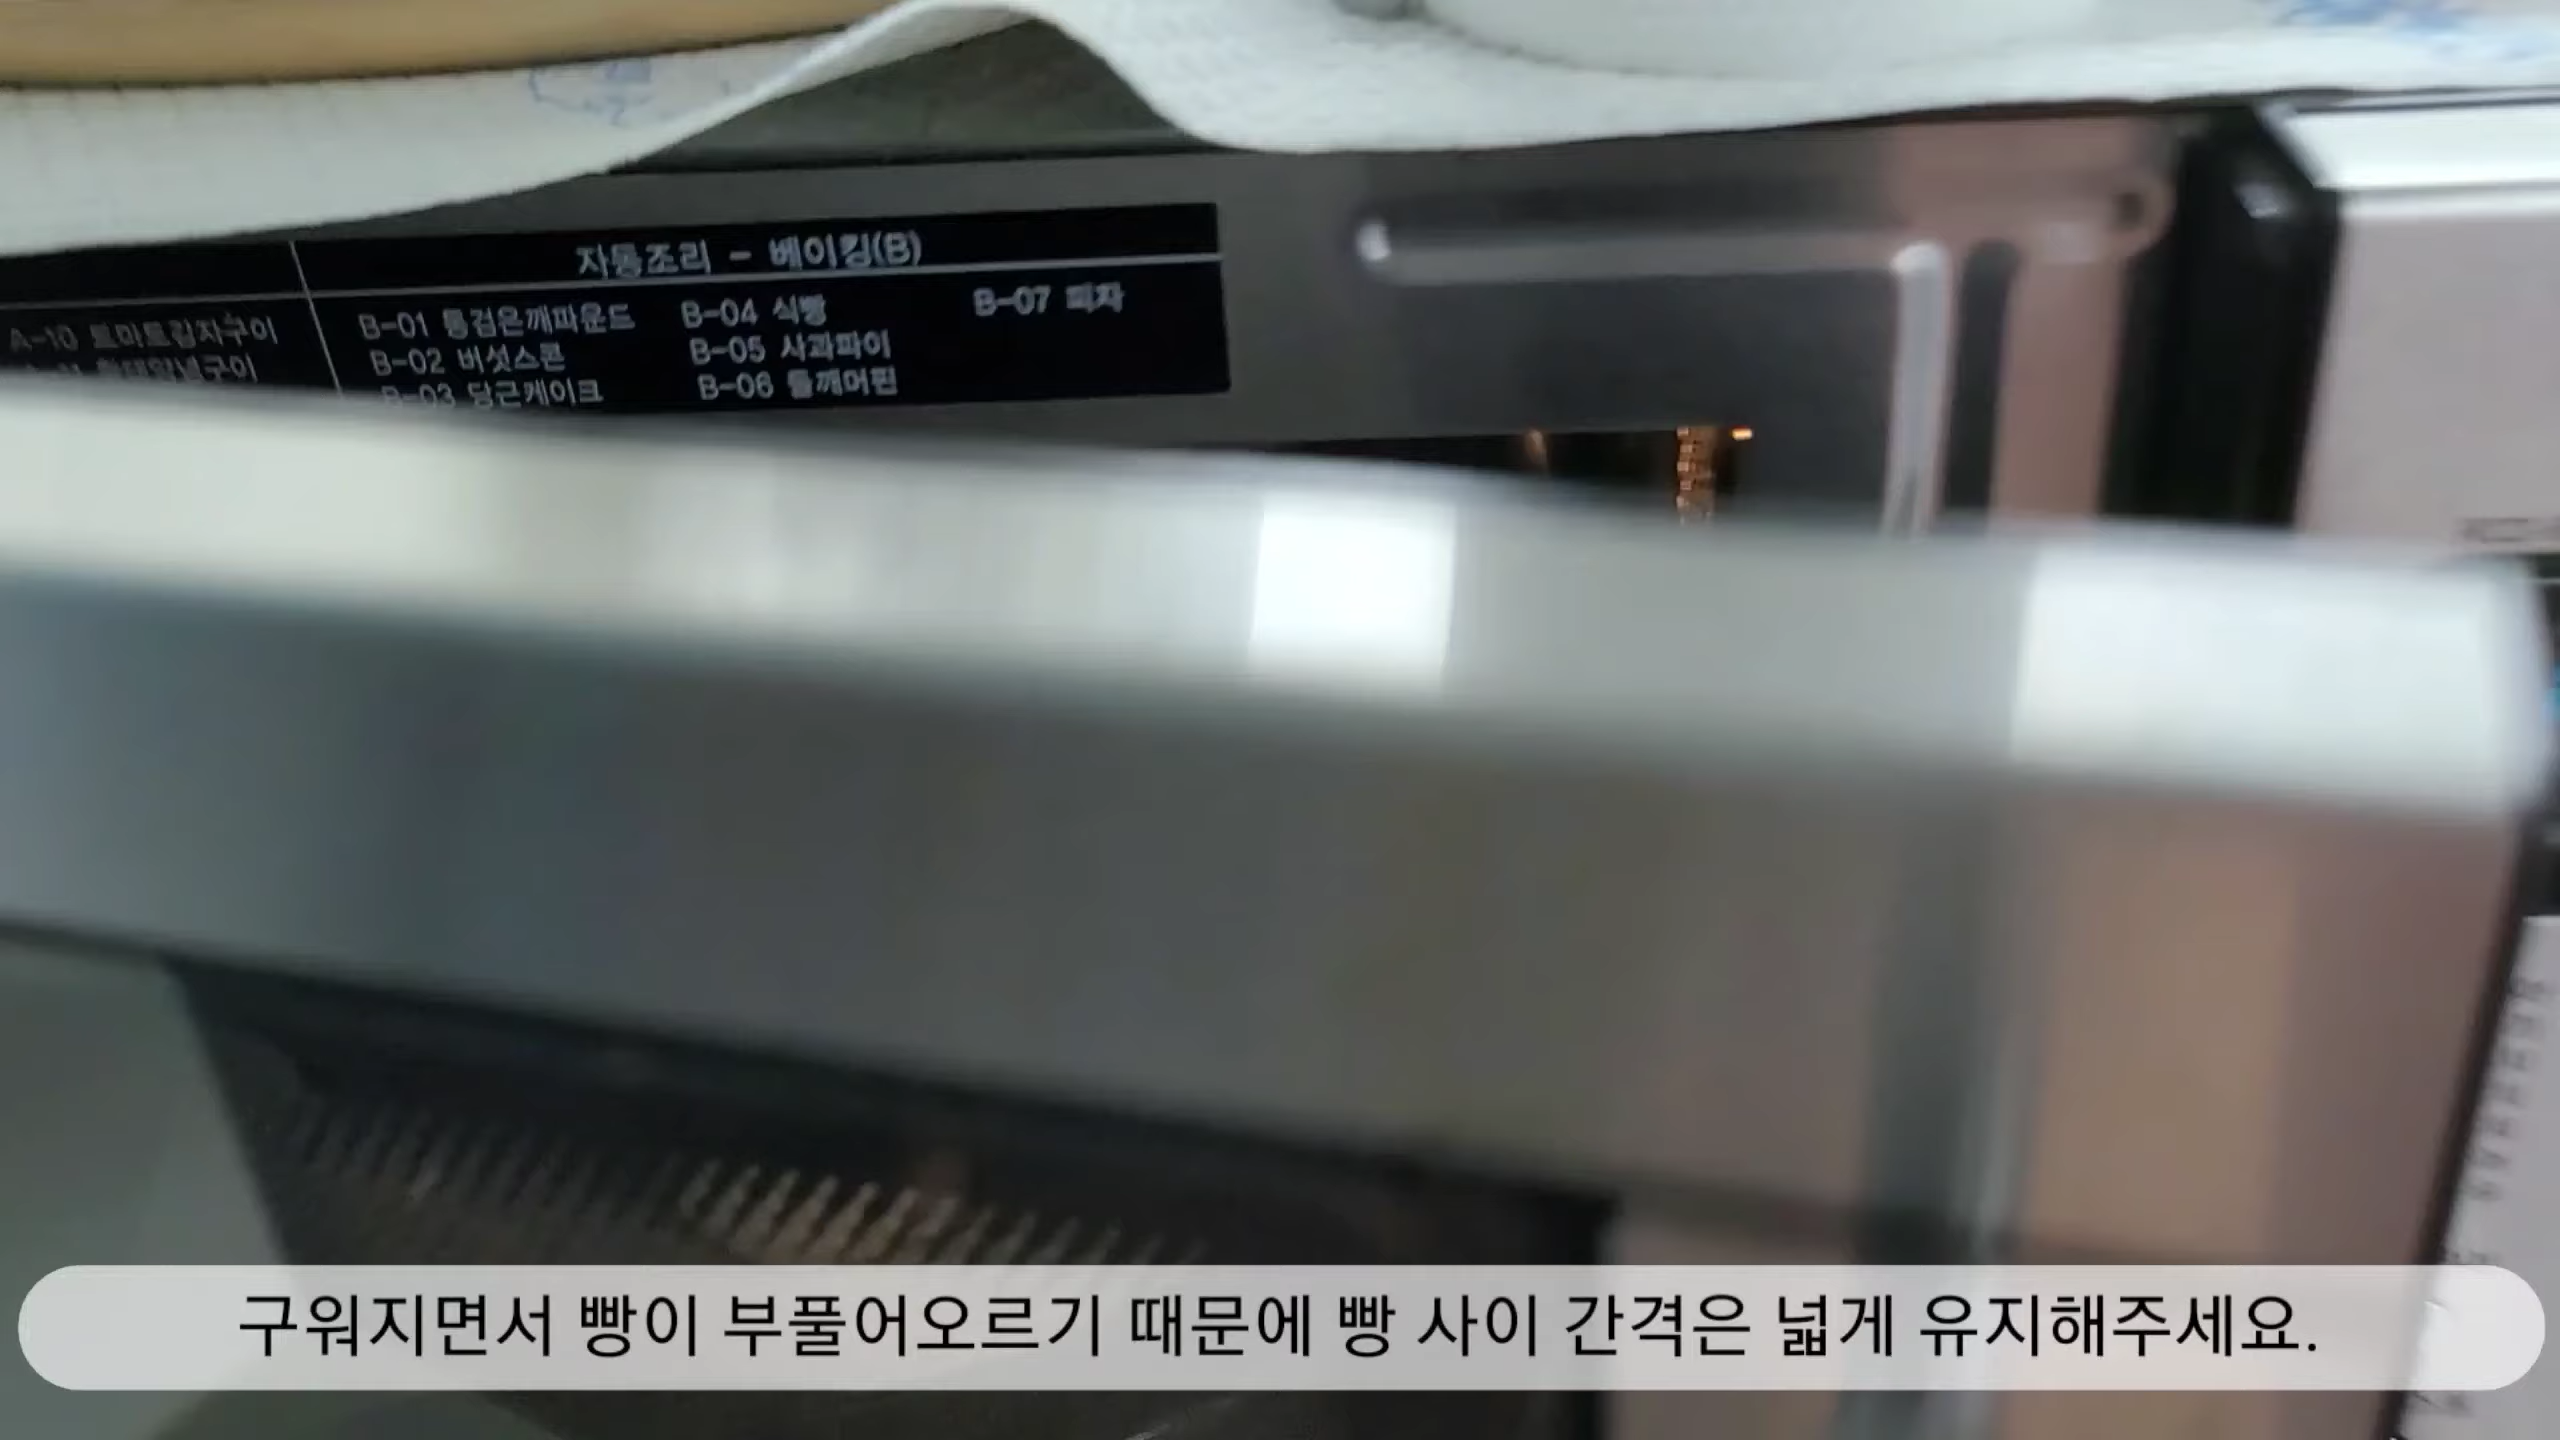 자동조리 - 베이킹(B)
A-10 토마토감자구이
B-01 통검은깨파운드 B-04 식빵 B-07 피자
B-02 버섯스콘 B-05 사과파이
B-03 당근케이크 B-06 들깨머핀
구워지면서 빵이 부풀어오르기 때문에 빵 사이 간격은 넓게 유지해주세요.